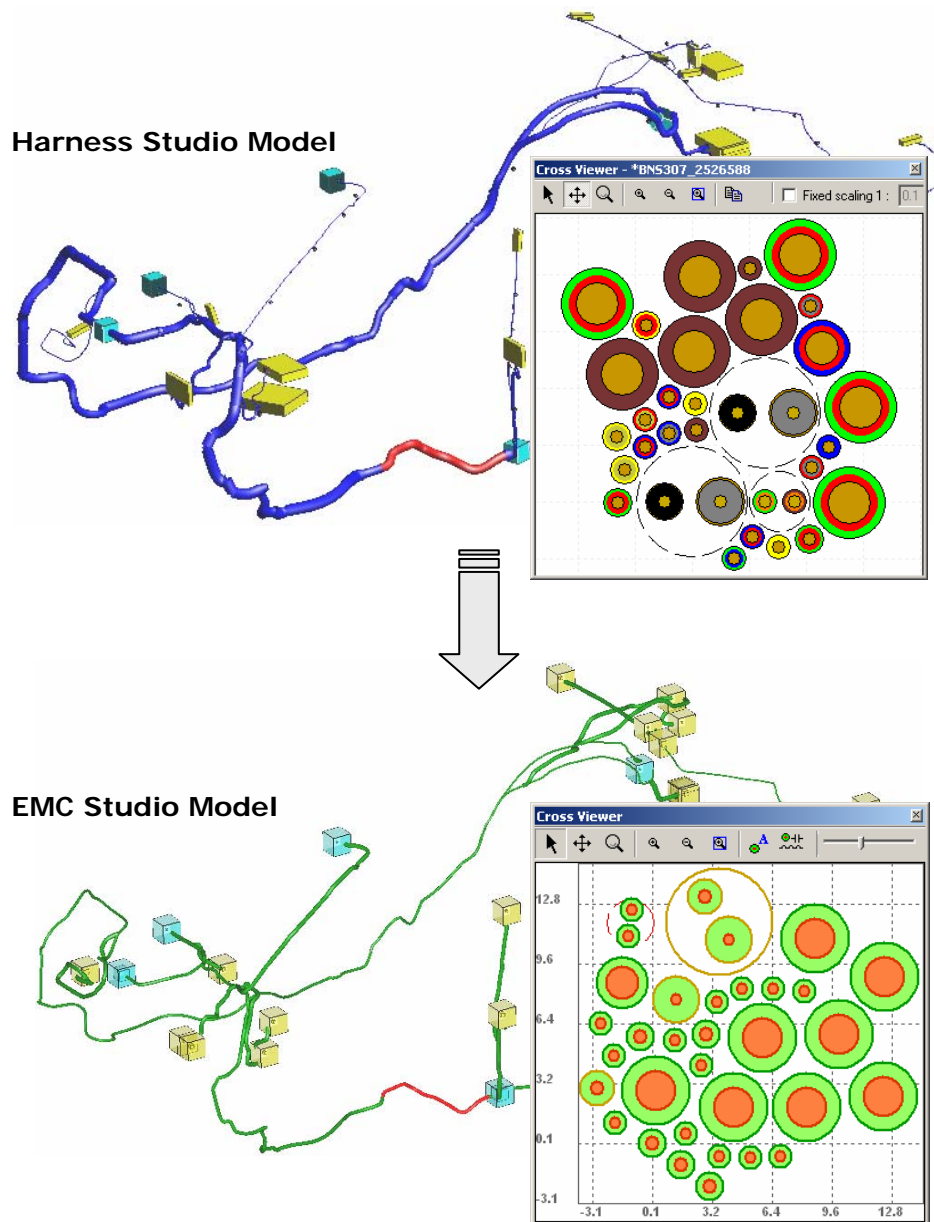 Harness Studio Model
Cross Viewer - *BNS307_2526588
Fixed scaling 1 : 0.1
EMC Studio Model
Cross Viewer
A
12.8
9.6
6.4
3.2
0.1
-3.1
-3.1 0.1 3.2 6.4 9.6 12.8